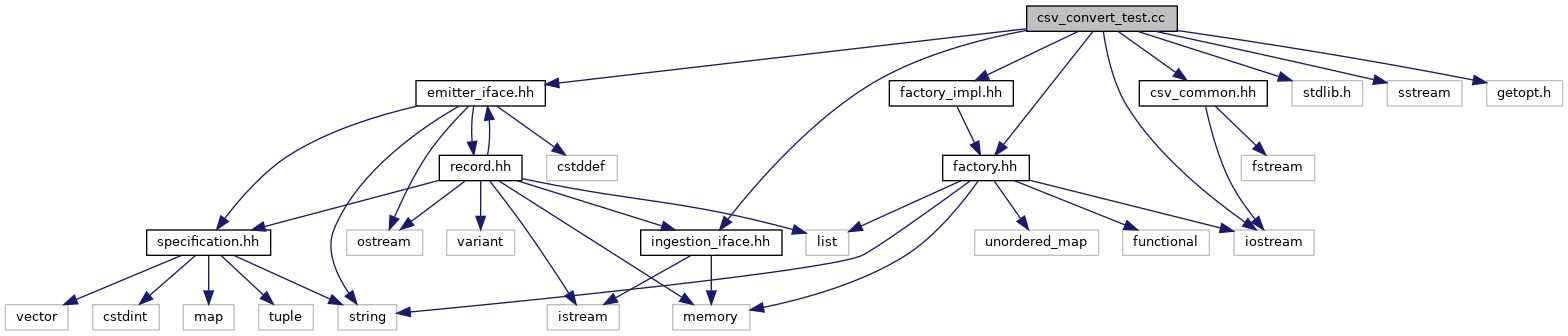 csv_convert_test.cc
emitter_iface.hh
factory_impl.hh
csv_common.hh
stdlib.h
sstream
getopt.h
record.hh
cstddef
factory.hh
fstream
specification.hh
ostream
variant
ingestion_iface.hh
list
unordered_map
functional
iostream
vector
cstdint
map
tuple
string
istream
memory